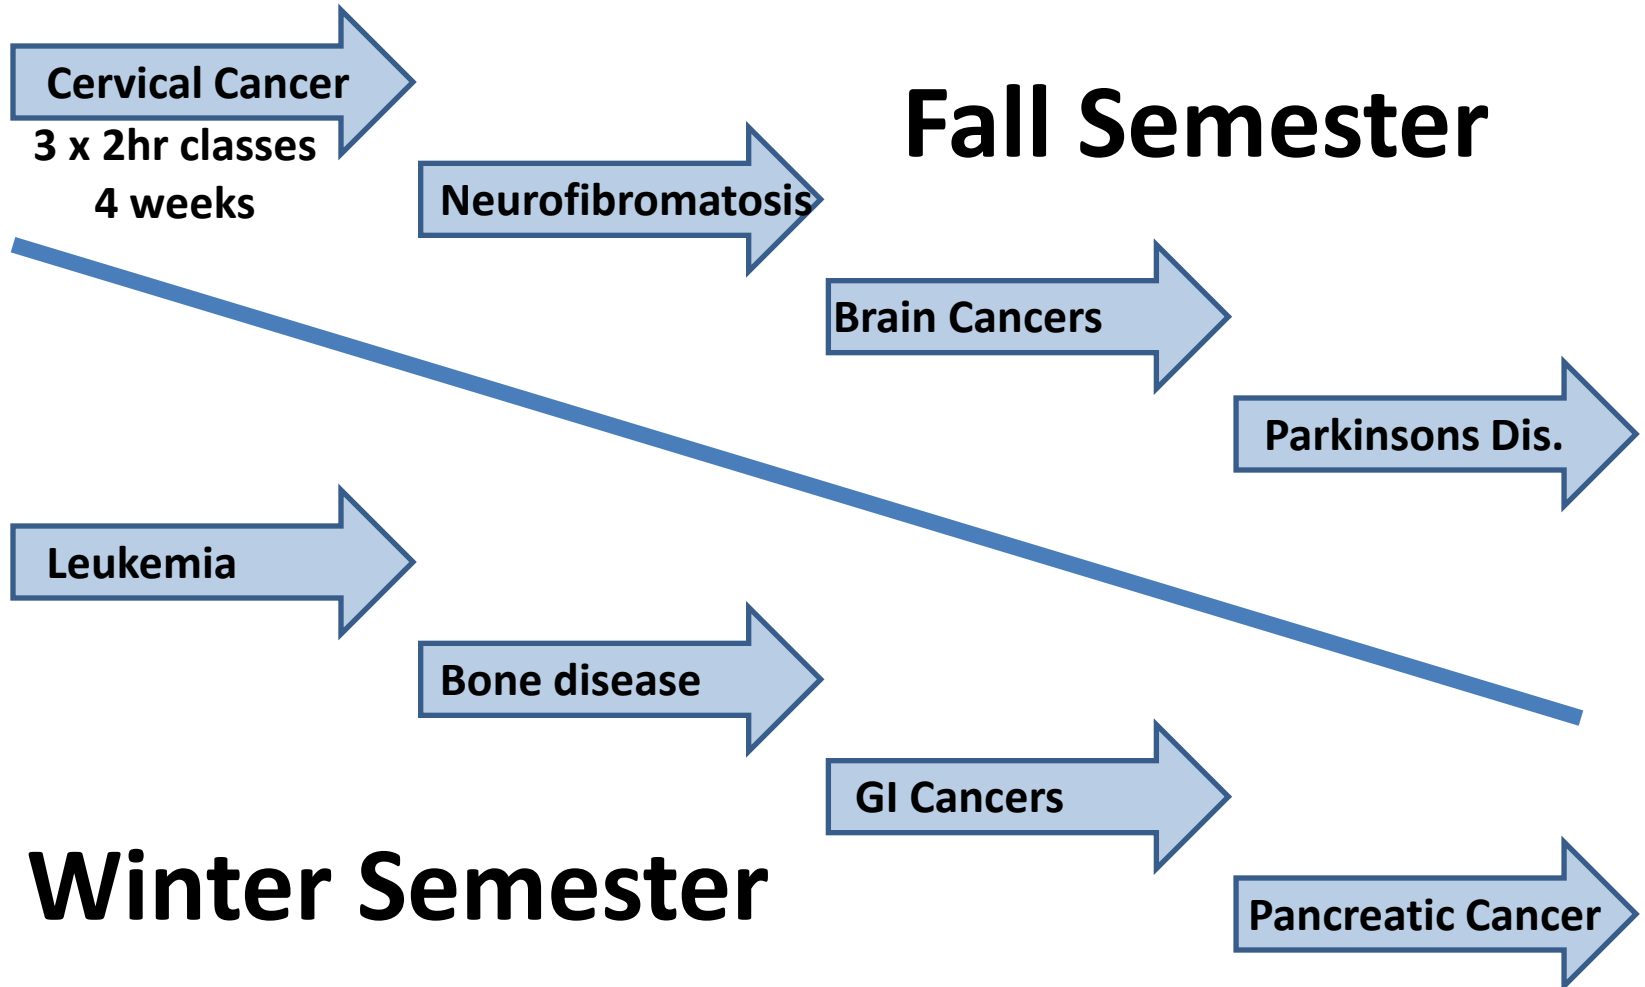 Cervical Cancer
3 x 2hr classes
4 weeks
Fall Semester
Neurofibromatosis
Brain Cancers
Parkinsons Dis.
Leukemia
Bone disease
GI Cancers
Pancreatic Cancer
Winter Semester